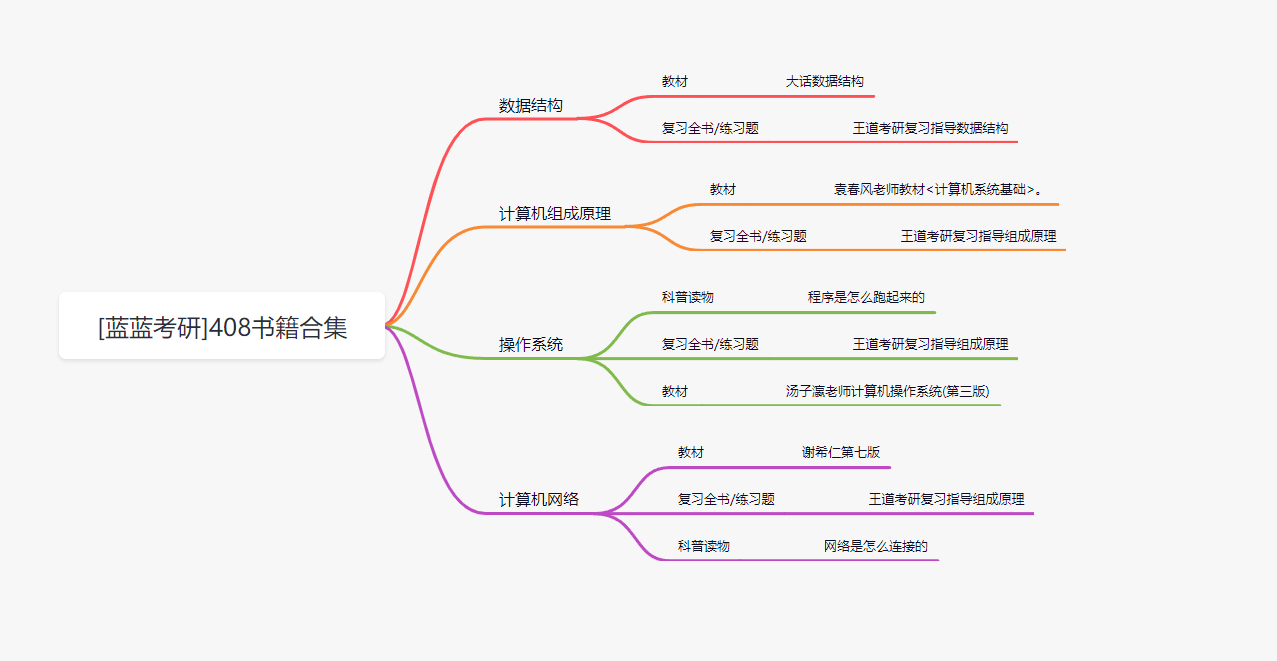 [蓝蓝考研]408书籍合集
数据结构
教材 大话数据结构
复习全书/练习题 王道考研复习指导数据结构
计算机组成原理
教材 袁春风老师教材<计算机系统基础>。
复习全书/练习题 王道考研复习指导组成原理
操作系统
科普读物 程序是怎么跑起来的
复习全书/练习题 王道考研复习指导组成原理
教材 汤子瀛老师计算机操作系统(第三版)
计算机网络
教材 谢希仁第七版
复习全书/练习题 王道考研复习指导组成原理
科普读物 网络是怎么连接的